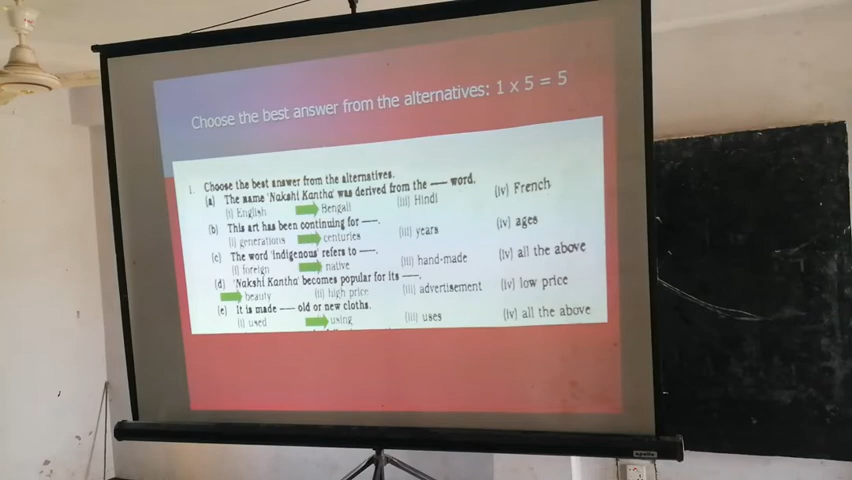 Choose the best answer from the alternatives: 1 x 5 = 5
1. Choose the best answer from the alternatives.
(a) The name 'Nakshi Kantha' was derived from the — word.
(i) English Bengali (iii) Hindi (iv) French
(b) This art has been continuing for —.
(i) generations centuries (iii) years (iv) ages
(c) The word 'indigenous' refers to —.
(i) foreign native (iii) hand-made (iv) all the above
(d) 'Nakshi Kantha' becomes popular for its —.
beauty (ii) high price (iii) advertisement (iv) low price
(e) It is made — old or new cloths.
(i) used using (iii) uses (iv) all the above
apollo